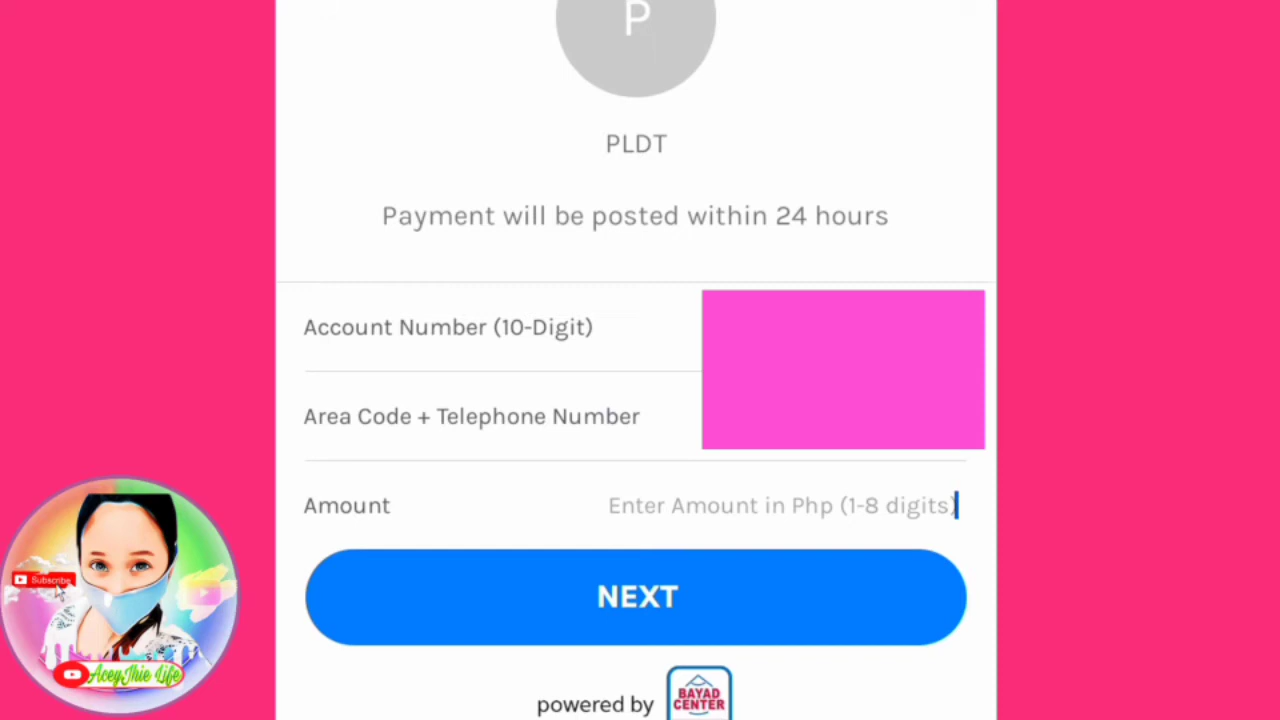 P
PLDT
Payment will be posted within 24 hours
Account Number (10-Digit)
Area Code + Telephone Number
Amount
Enter Amount in Php (1-8 digits)
NEXT
Subscribe
AceyJhie Life
powered by
BAYAD
CENTER